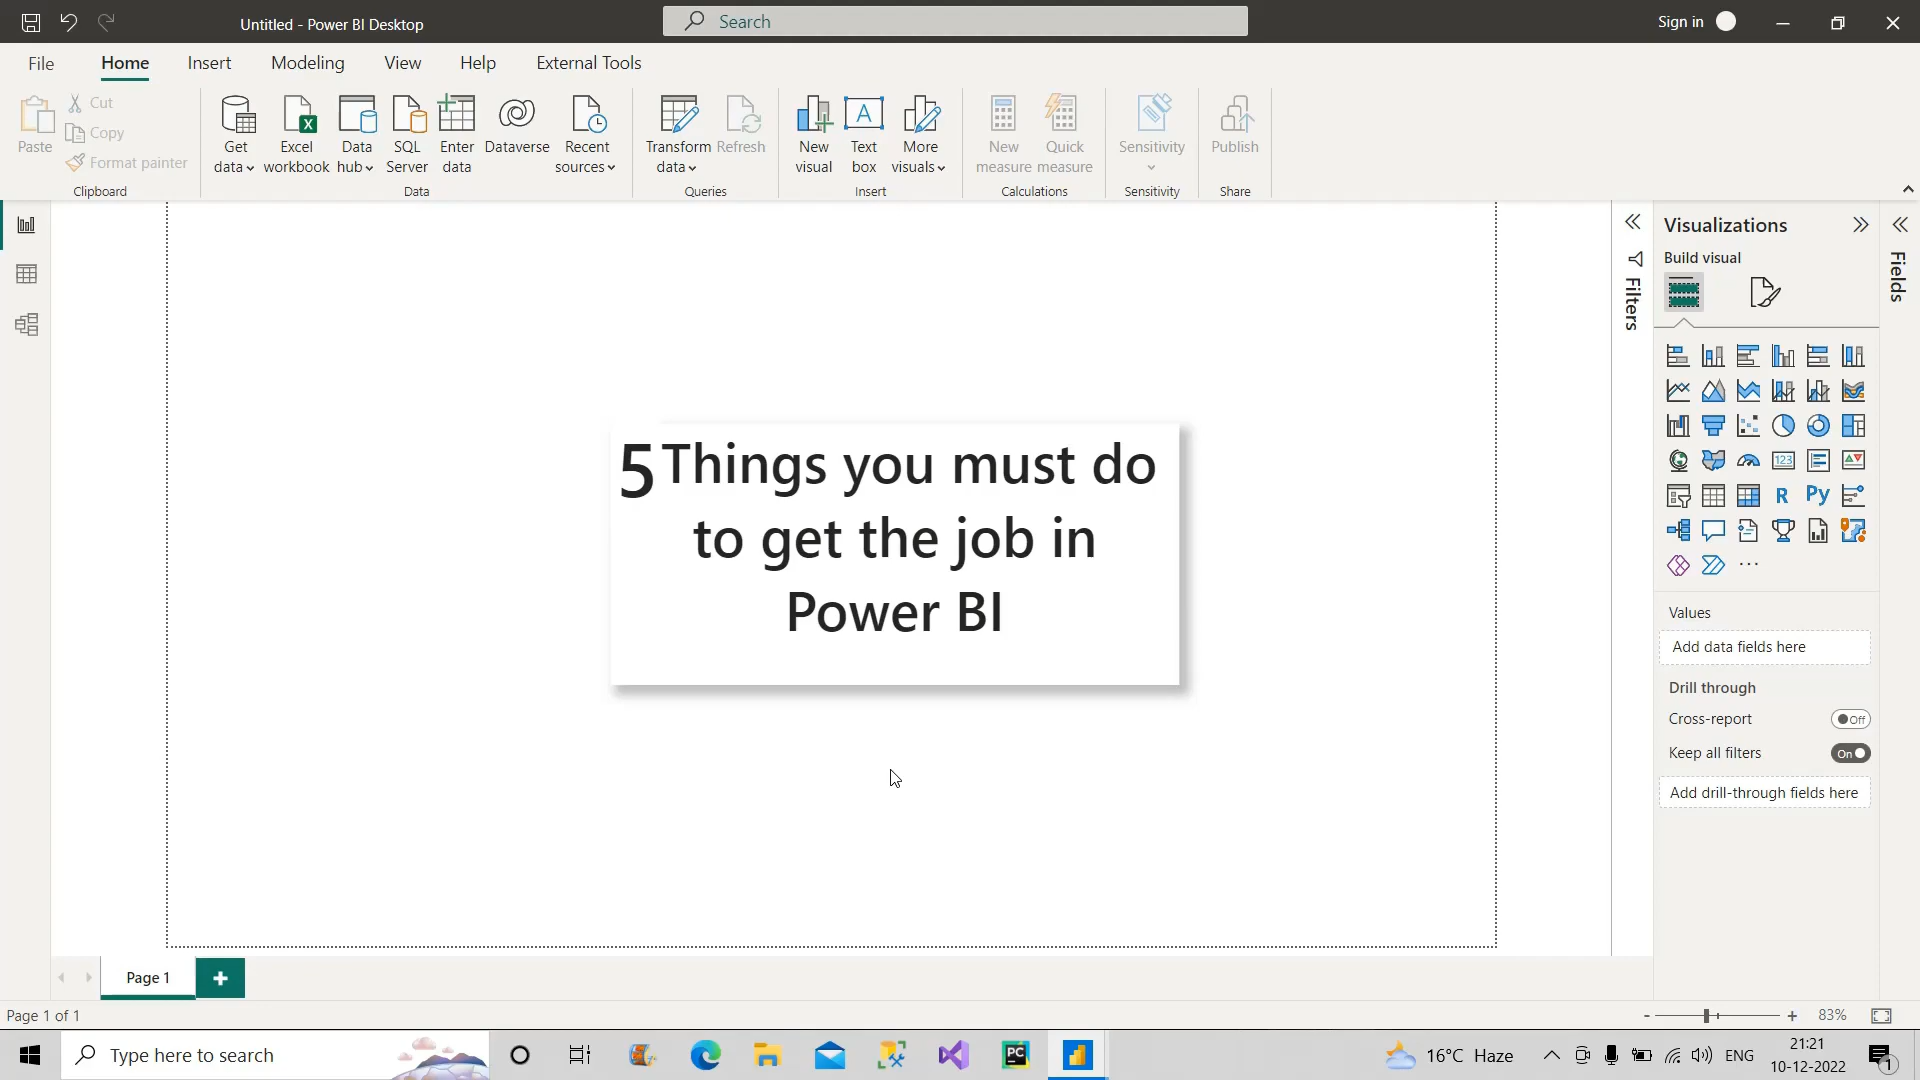 Untitled - Power BI Desktop
Search
Sign in
File
Home
Insert
Modeling
View
Help
External Tools
Paste
Cut
Copy
Format painter
Clipboard
Get data
Excel workbook
Data hub
SQL Server
Enter data
Dataverse
Recent sources
Data
Transform data
Refresh
Queries
New visual
Text box
More visuals
Insert
New measure
Quick measure
Calculations
Sensitivity
Sensitivity
Publish
Share
5 Things you must do
to get the job in
Power BI
Filters
Visualizations
Build visual
123
R
Py
Values
Add data fields here
Drill through
Cross-report
Off
Keep all filters
On
Add drill-through fields here
Fields
Page 1
Page 1 of 1
- + 83%
Type here to search
PC
16°C Haze
ENG
21:21
10-12-2022
1